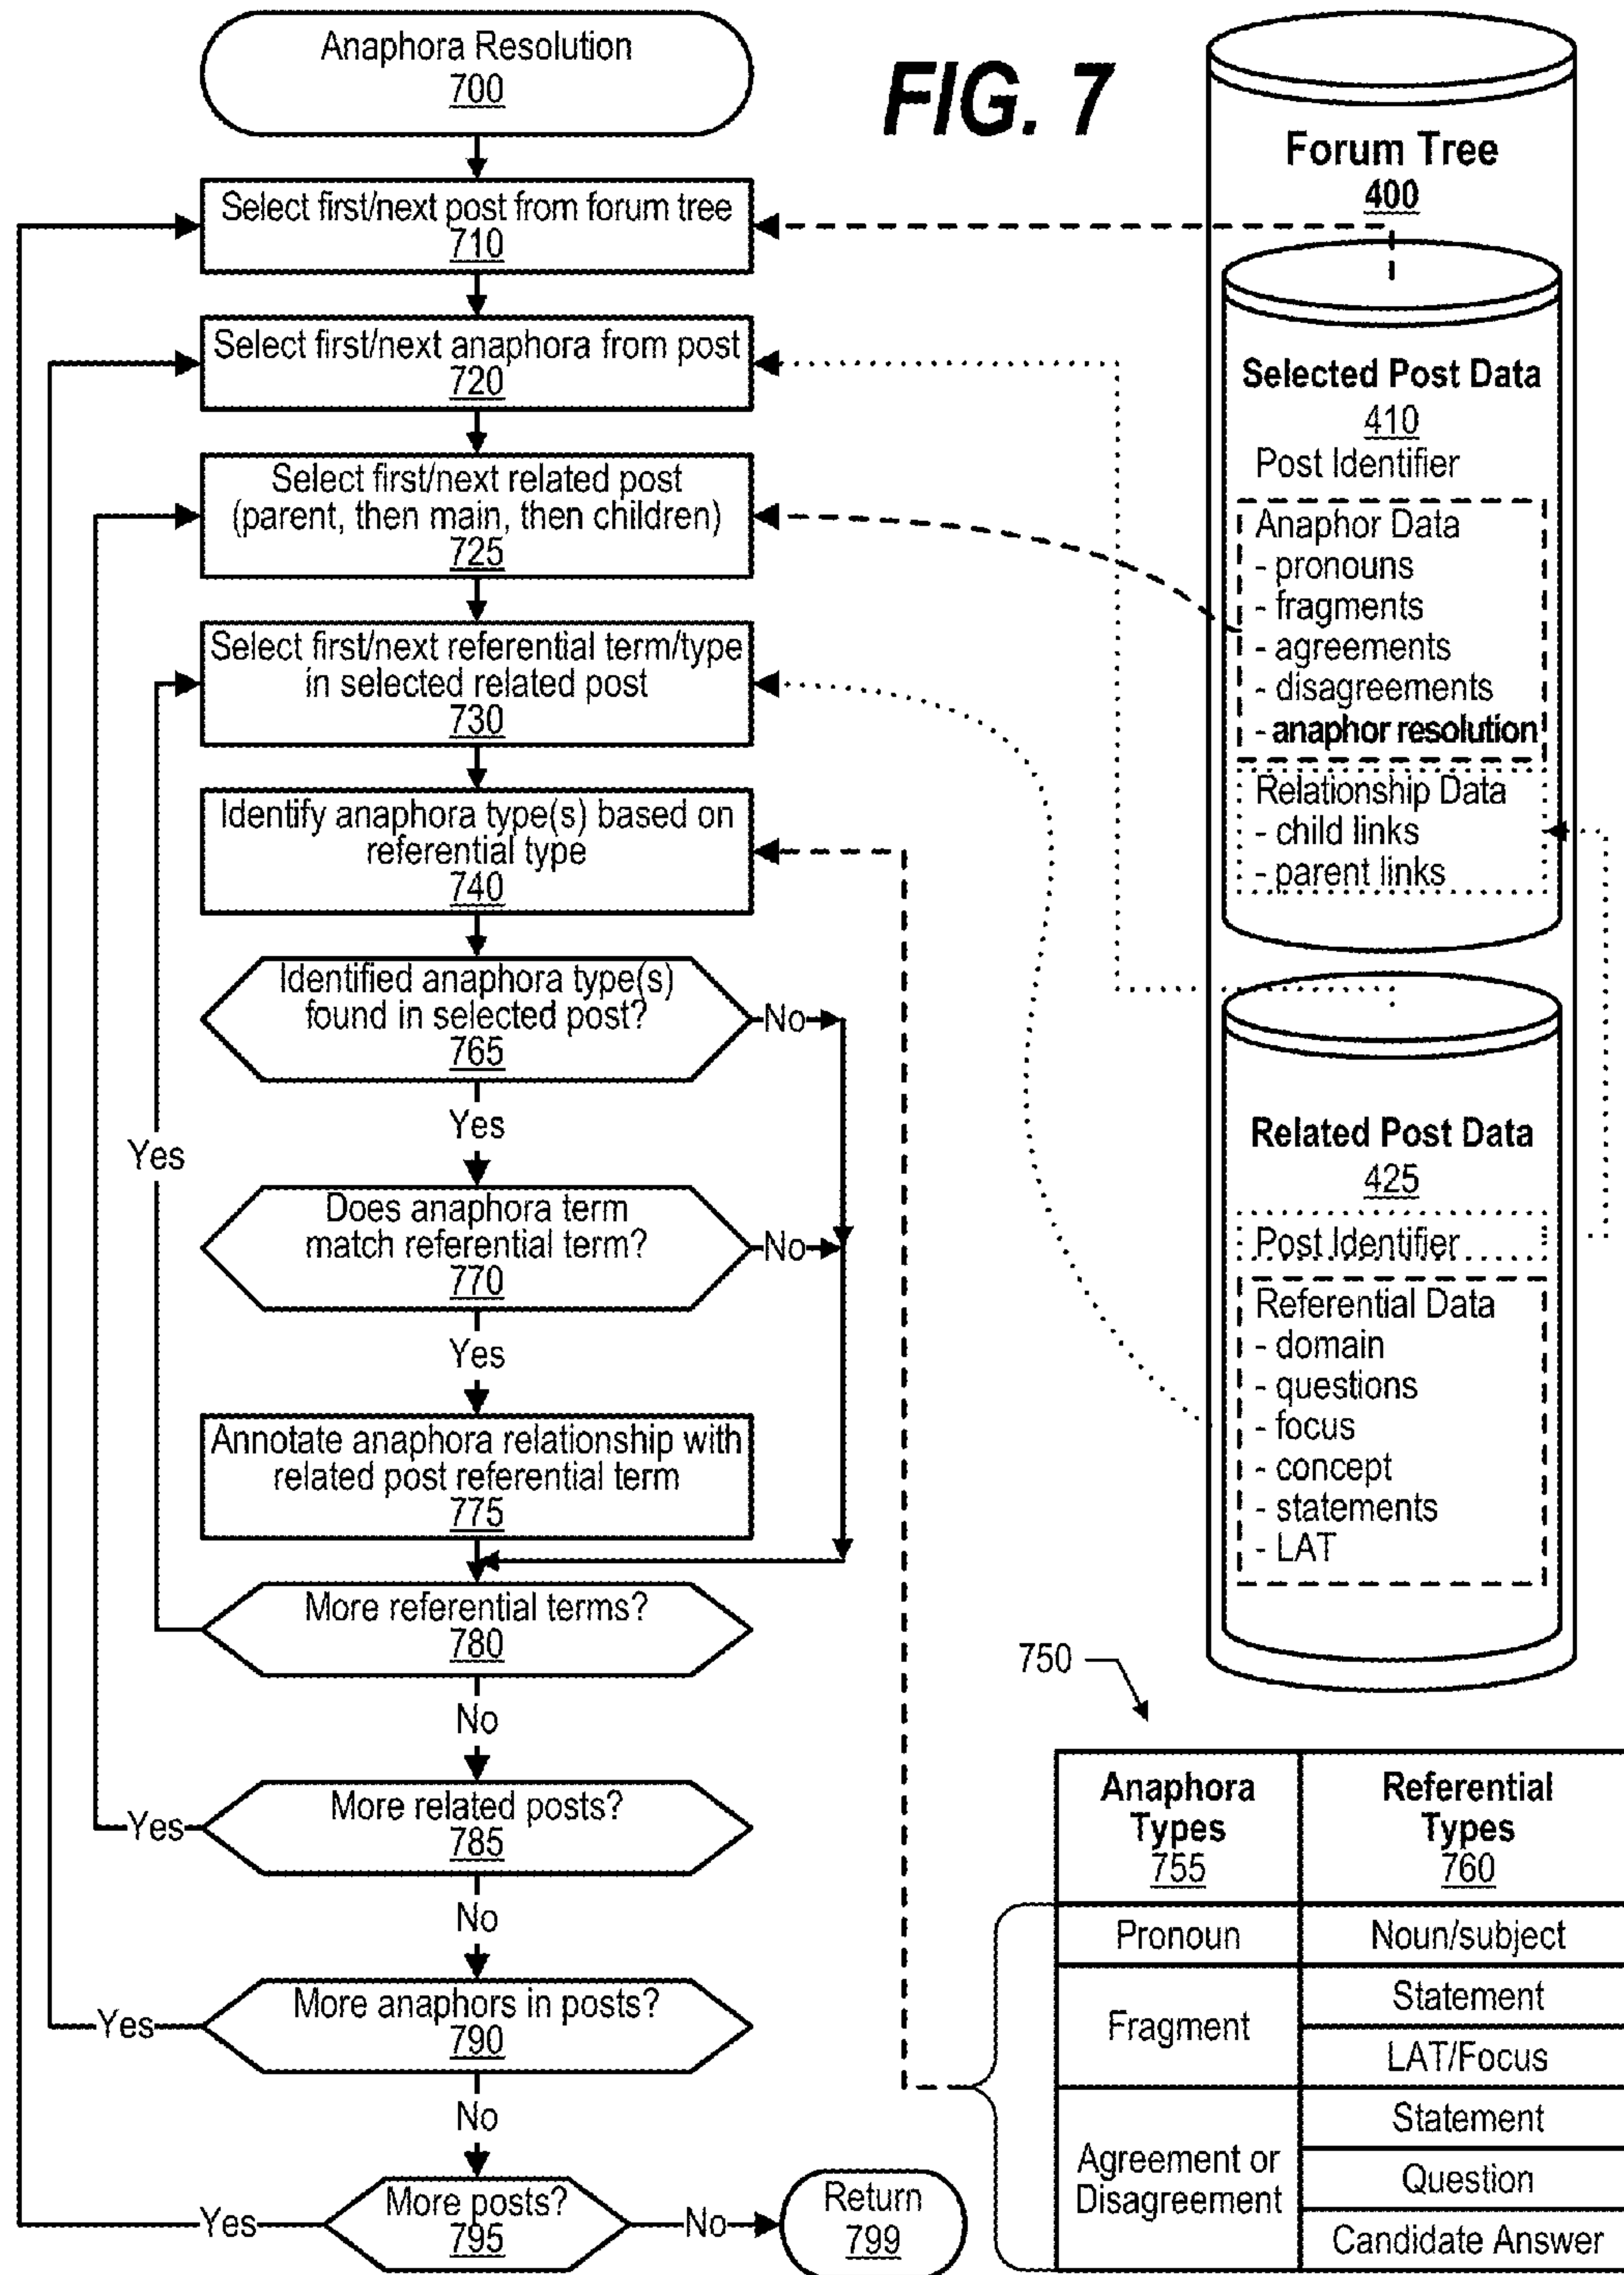 Anaphora Resolution
700
FIG. 7
Select first/next post from forum tree
710
Select first/next anaphora from post
720
Select first/next related post
(parent, then main, then children)
725
Select first/next referential term/type
in selected related post
730
Identify anaphora type(s) based on
referential type
740
Identified anaphora type(s)
found in selected post?
765
No
Yes
Does anaphora term
match referential term?
770
No
Yes
Annotate anaphora relationship with
related post referential term
775
More referential terms?
780
Yes
No
More related posts?
785
Yes
No
More anaphors in posts?
790
Yes
No
More posts?
795
Yes
No
Return
799
Forum Tree
400
Selected Post Data
410
Post Identifier
Anaphor Data
- pronouns
- fragments
- agreements
- disagreements
- anaphor resolution
Relationship Data
- child links
- parent links
Related Post Data
425
Post Identifier
Referential Data
- domain
- questions
- focus
- concept
- statements
- LAT
750
Anaphora
Types
755
Referential
Types
760
Pronoun
Noun/subject
Fragment
Statement
LAT/Focus
Agreement or
Disagreement
Statement
Question
Candidate Answer